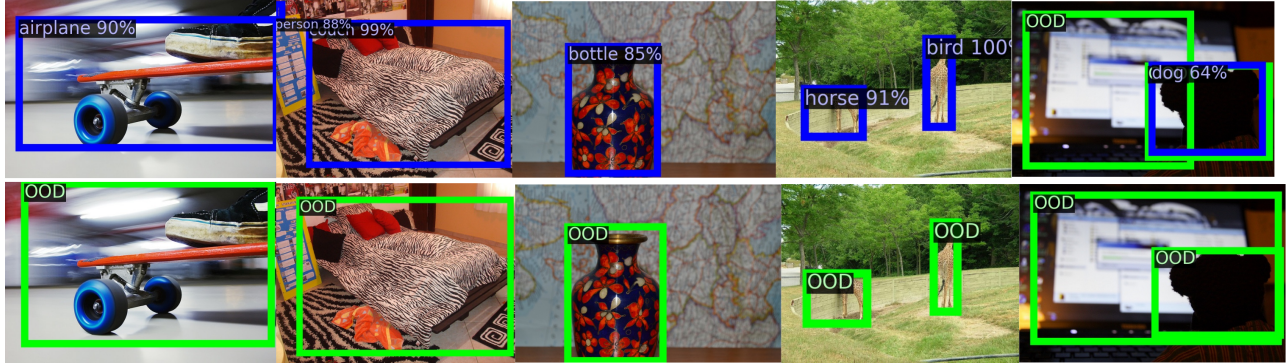 airplane 90%
person 88%
couch 99%
bottle 85%
horse 91%
bird 100%
OOD
dog 64%
OOD
OOD
OOD
OOD
OOD
OOD
OOD